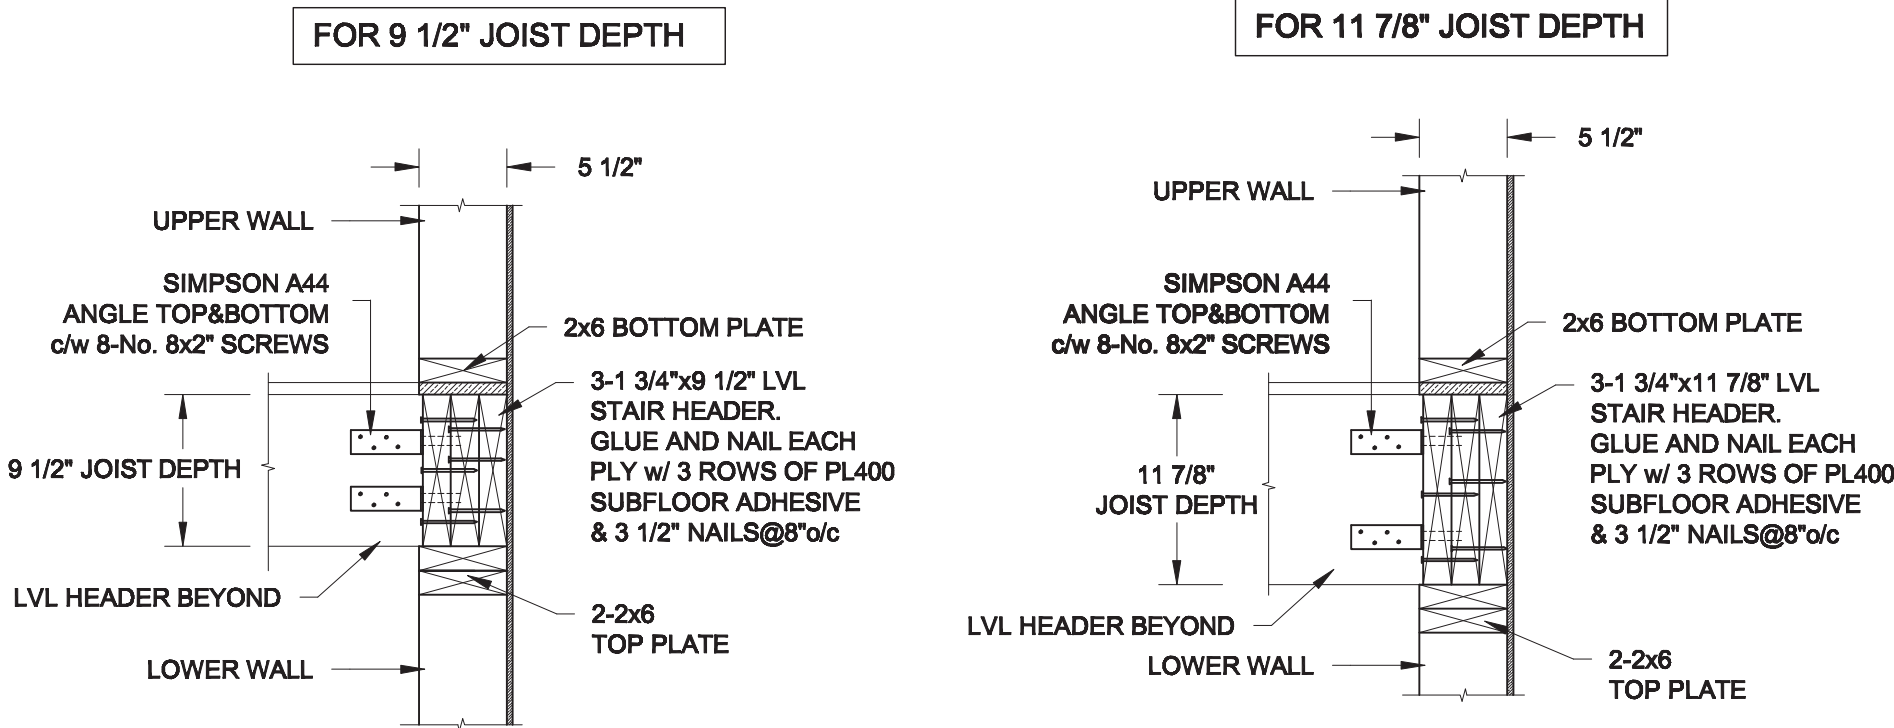 FOR 9 1/2" JOIST DEPTH
5 1/2"
UPPER WALL
SIMPSON A44
ANGLE TOP&BOTTOM
c/w 8-No. 8x2" SCREWS
2x6 BOTTOM PLATE
3-1 3/4"x9 1/2" LVL
STAIR HEADER.
GLUE AND NAIL EACH
PLY w/ 3 ROWS OF PL400
SUBFLOOR ADHESIVE
& 3 1/2" NAILS@8"o/c
9 1/2" JOIST DEPTH
LVL HEADER BEYOND
2-2x6
TOP PLATE
LOWER WALL
FOR 11 7/8" JOIST DEPTH
5 1/2"
UPPER WALL
SIMPSON A44
ANGLE TOP&BOTTOM
c/w 8-No. 8x2" SCREWS
2x6 BOTTOM PLATE
3-1 3/4"x11 7/8" LVL
STAIR HEADER.
GLUE AND NAIL EACH
PLY w/ 3 ROWS OF PL400
SUBFLOOR ADHESIVE
& 3 1/2" NAILS@8"o/c
11 7/8"
JOIST DEPTH
LVL HEADER BEYOND
LOWER WALL
2-2x6
TOP PLATE